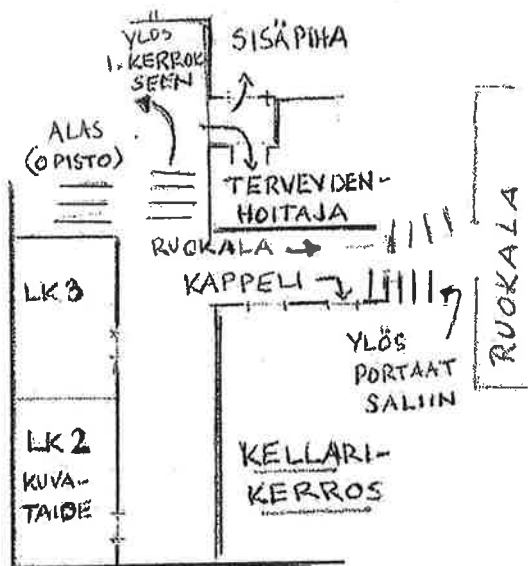 YLÖS
1. KERROK
SEEN
SISÄPIHA
ALAS
(OPISTO)
TERVEYDEN-
HOITAJA
RUOKALA
KAPPELI
RUOKALA
LK 3
YLÖS
PORTAAT
SALIIN
LK 2
KUVA-
TAIDE
KELLARI-
KERROS